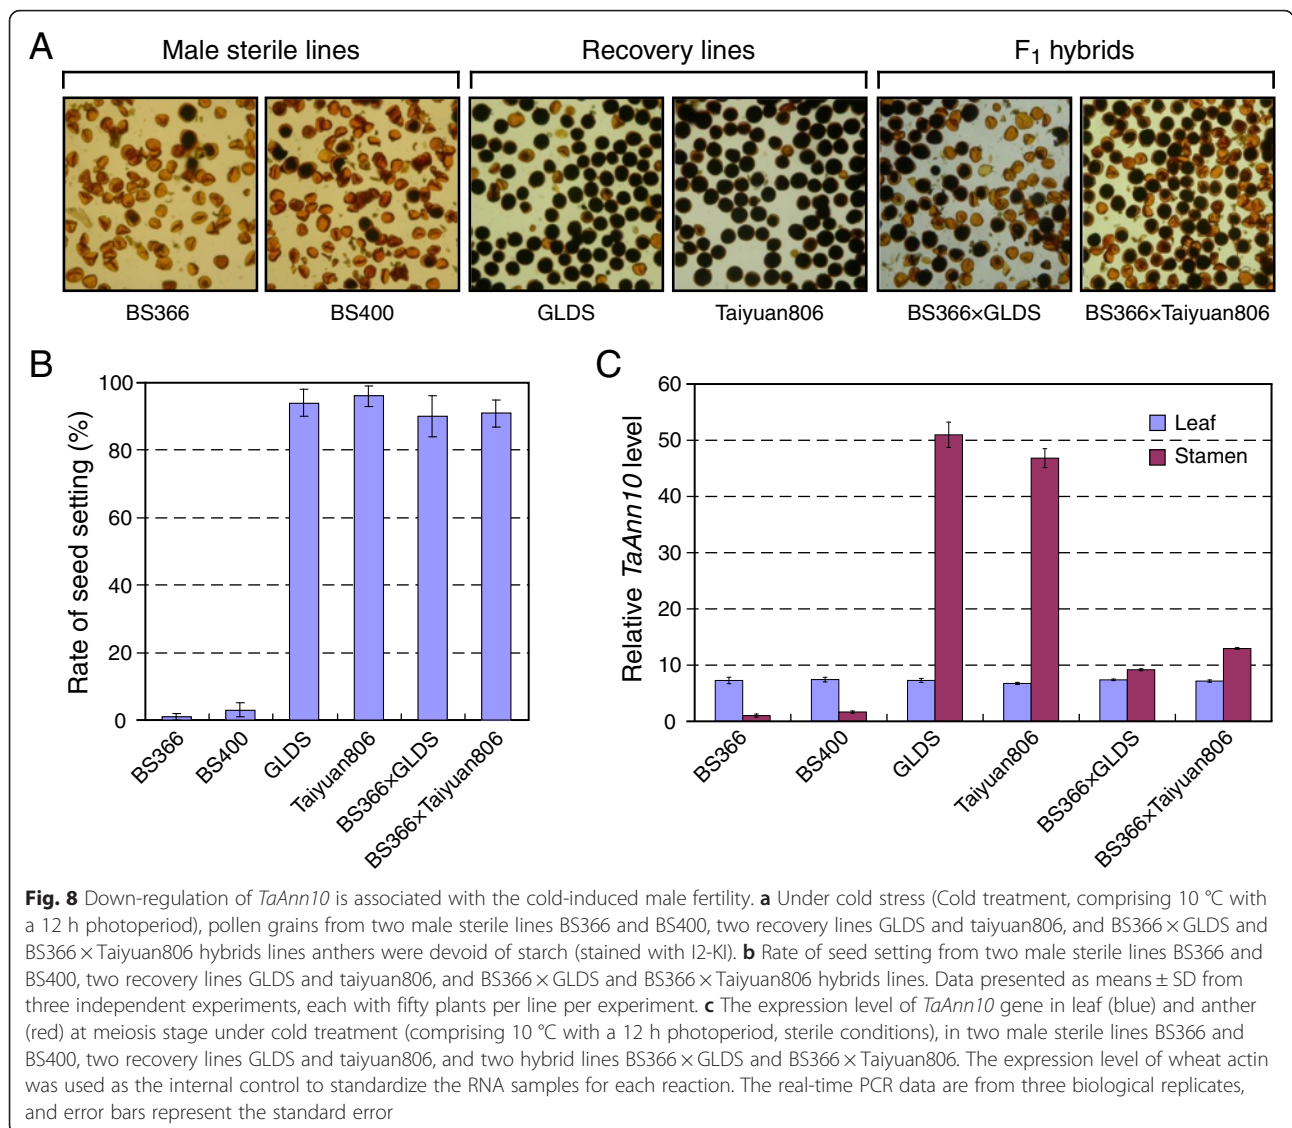 A
Male sterile lines
Recovery lines
F1 hybrids
BS366
BS400
GLDS
Taiyuan806
BS366×GLDS
BS366×Taiyuan806
B
Rate of seed setting (%)
100
80
60
40
20
0
BS366
BS400
GLDS
Taiyuan806
BS366×GLDS
BS366×Taiyuan806
C
Relative TaAnn10 level
60
50
40
30
20
10
0
Leaf
Stamen
BS366
BS400
GLDS
Taiyuan806
BS366×GLDS
BS366×Taiyuan806
Fig. 8 Down-regulation of TaAnn10 is associated with the cold-induced male fertility. a Under cold stress (Cold treatment, comprising 10 °C with
a 12 h photoperiod), pollen grains from two male sterile lines BS366 and BS400, two recovery lines GLDS and taiyuan806, and BS366 × GLDS and
BS366 × Taiyuan806 hybrids lines anthers were devoid of starch (stained with I2-KI). b Rate of seed setting from two male sterile lines BS366 and
BS400, two recovery lines GLDS and taiyuan806, and BS366 × GLDS and BS366 × Taiyuan806 hybrids lines. Data presented as means ± SD from
three independent experiments, each with fifty plants per line per experiment. c The expression level of TaAnn10 gene in leaf (blue) and anther
(red) at meiosis stage under cold treatment (comprising 10 °C with a 12 h photoperiod, sterile conditions), in two male sterile lines BS366 and
BS400, two recovery lines GLDS and taiyuan806, and two hybrid lines BS366 × GLDS and BS366 × Taiyuan806. The expression level of wheat actin
was used as the internal control to standardize the RNA samples for each reaction. The real-time PCR data are from three biological replicates,
and error bars represent the standard error